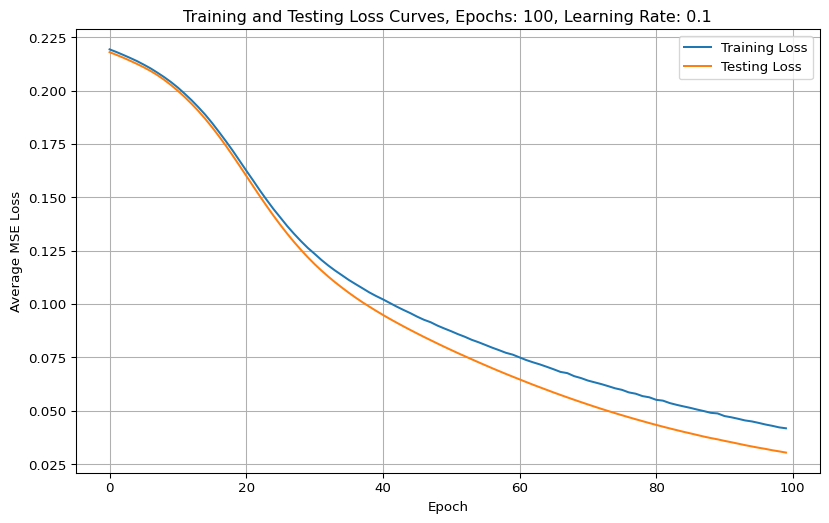 Training and Testing Loss Curves, Epochs: 100, Learning Rate: 0.1
Training Loss
Testing Loss
Average MSE Loss
0.225
0.200
0.175
0.150
0.125
0.100
0.075
0.050
0.025
0 20 40 60 80 100
Epoch